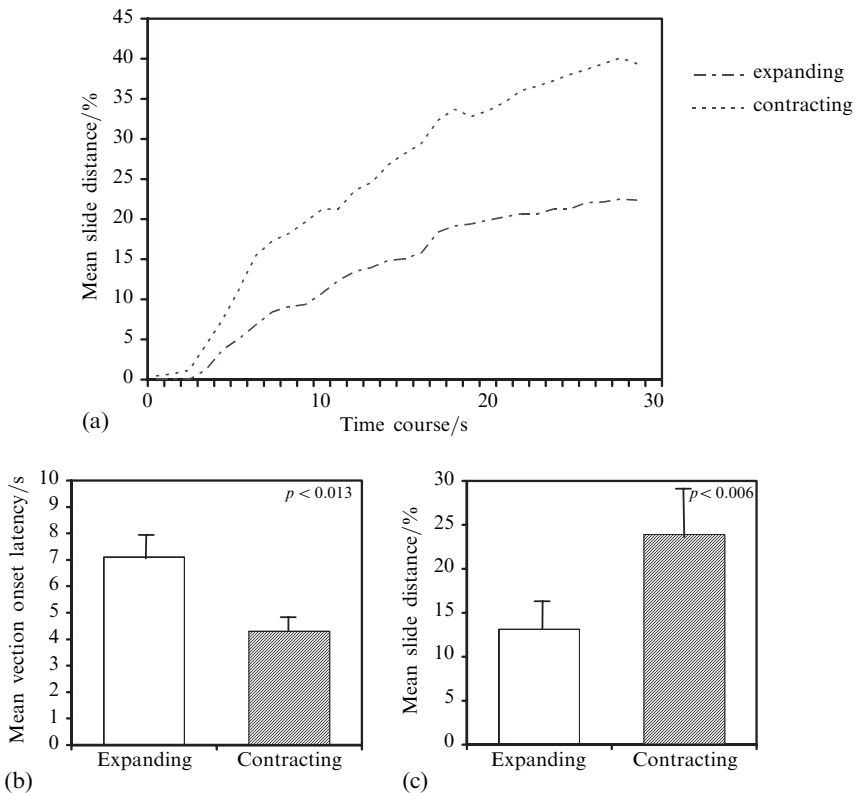 45
40
35
30
25
20
15
10
5
0
Mean slide distance/%
0 10 20 30
Time course/s
(a)
expanding
contracting
10
9
8
7
6
5
4
3
2
1
0
Mean vection onset latency/s
p < 0.013
Expanding Contracting
(b)
30
25
20
15
10
5
0
Mean slide distance/%
p < 0.006
Expanding Contracting
(c)